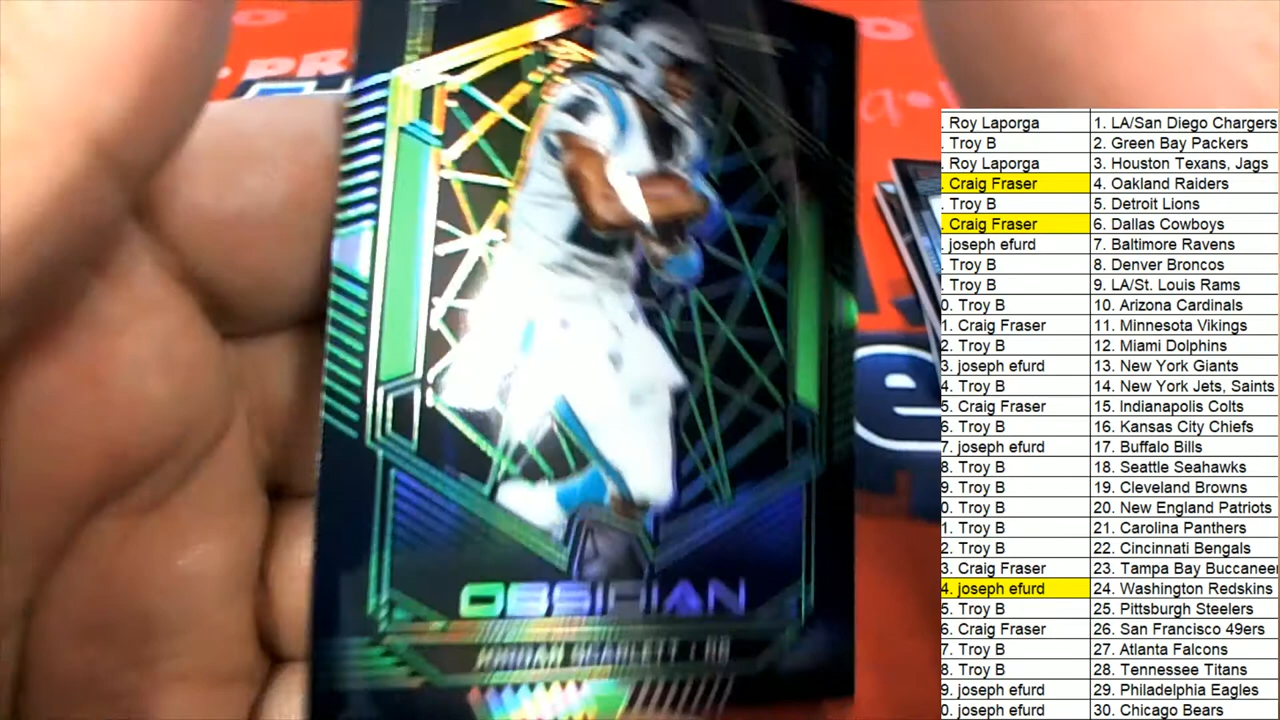 PR
OBSIDIAN
e
. Roy Laporga 1. LA/San Diego Chargers
. Troy B 2. Green Bay Packers
. Roy Laporga 3. Houston Texans, Jags
. Craig Fraser 4. Oakland Raiders
. Troy B 5. Detroit Lions
. Craig Fraser 6. Dallas Cowboys
. joseph efurd 7. Baltimore Ravens
. Troy B 8. Denver Broncos
. Troy B 9. LA/St. Louis Rams
0. Troy B 10. Arizona Cardinals
1. Craig Fraser 11. Minnesota Vikings
2. Troy B 12. Miami Dolphins
3. joseph efurd 13. New York Giants
4. Troy B 14. New York Jets, Saints
5. Craig Fraser 15. Indianapolis Colts
6. Troy B 16. Kansas City Chiefs
7. joseph efurd 17. Buffalo Bills
8. Troy B 18. Seattle Seahawks
9. Troy B 19. Cleveland Browns
0. Troy B 20. New England Patriots
1. Troy B 21. Carolina Panthers
2. Troy B 22. Cincinnati Bengals
3. Craig Fraser 23. Tampa Bay Buccaneer
4. joseph efurd 24. Washington Redskins
5. Troy B 25. Pittsburgh Steelers
6. Craig Fraser 26. San Francisco 49ers
7. Troy B 27. Atlanta Falcons
8. Troy B 28. Tennessee Titans
9. joseph efurd 29. Philadelphia Eagles
0. joseph efurd 30. Chicago Bears